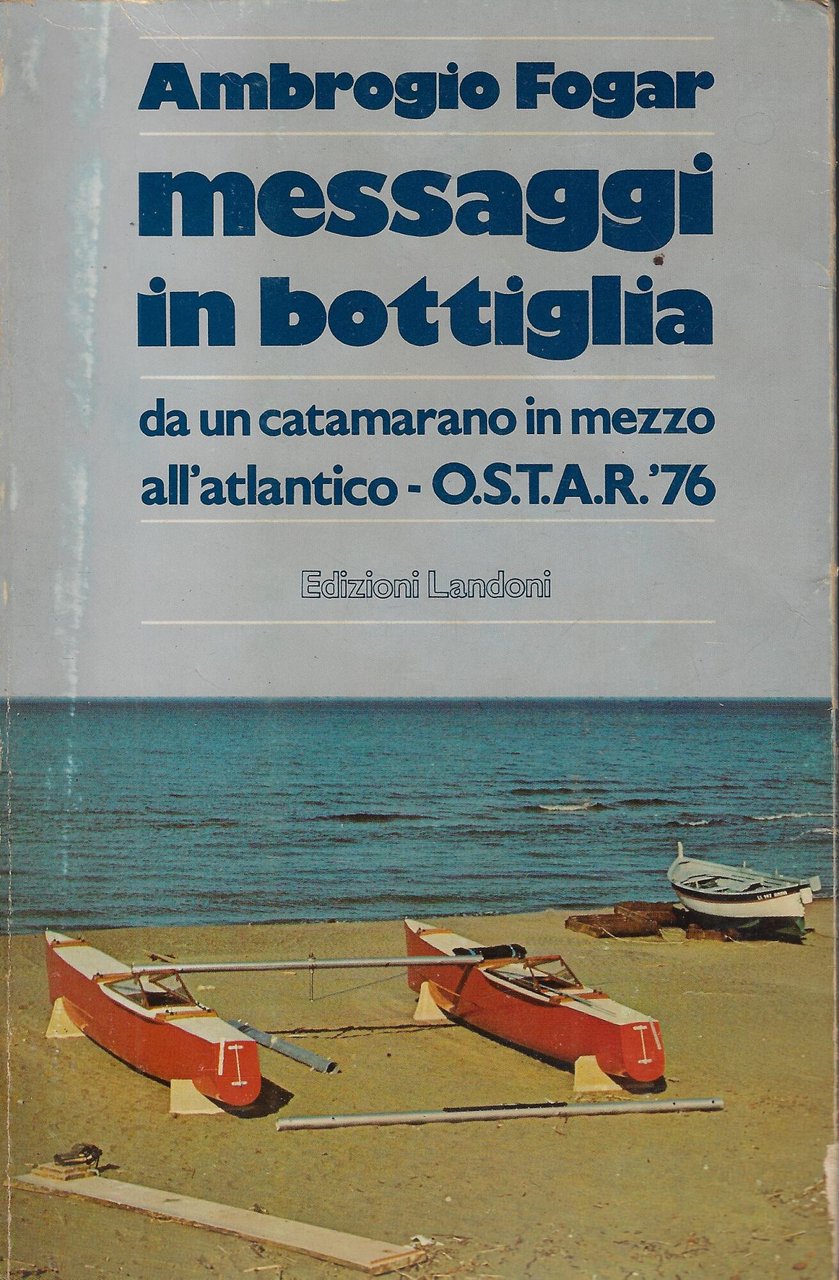 Ambrogio Fogar
messaggi
in bottiglia
da un catamarano in mezzo
all'atlantico - O.S.T.A.R.'76
Edizioni Landoni